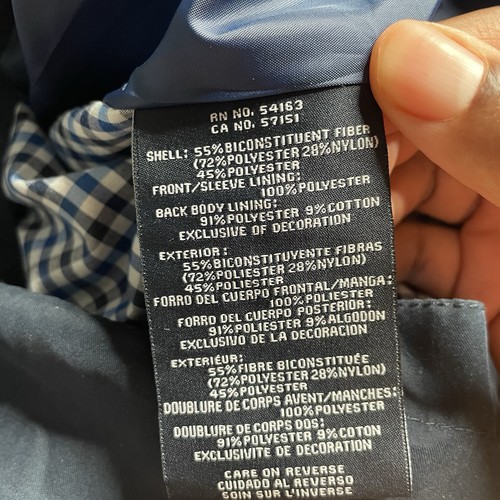 RN NO. 54163
CA NO. 57151
SHELL: 55%BICONSTITUENT FIBER
(72%POLYESTER 28%NYLON)
45%POLYESTER
FRONT/SLEEVE LINING:
100%POLYESTER
BACK BODY LINING:
91%POLYESTER 9%COTTON
EXCLUSIVE OF DECORATION
EXTERIOR:
55%BICONSTITUYENTE FIBRAS
(72%POLIESTER 28%NYLON)
45%POLIESTER
FORRO DEL CUERPO FRONTAL/MANGA:
100%POLIESTER
FORRO DEL CUERPO POSTERIOR:
91%POLIESTER 9%ALGODON
EXCLUSIVO DE LA DECORACION
EXTERIEUR:
55%FIBRE BICONSTITUÉE
(72%POLYESTER 28%NYLON)
45%POLYESTER
DOUBLURE DE CORPS AVENT/MANCHES:
100%POLYESTER
DOUBLURE DE CORPS DOS:
91%POLYESTER 9%COTON
EXCLUSIVITE DE DECORATION
CARE ON REVERSE
CUIDADO AL REVERSO
SOIN SUR L'INVERSE